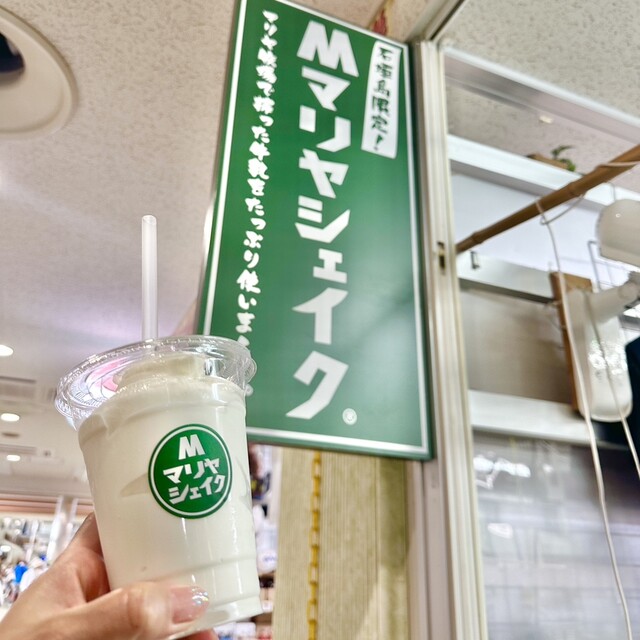 石垣島限定!
M マリヤシェイク®
マリヤ牧場で搾った牛乳をたっぷり使いま
M
マリヤ
シェイク